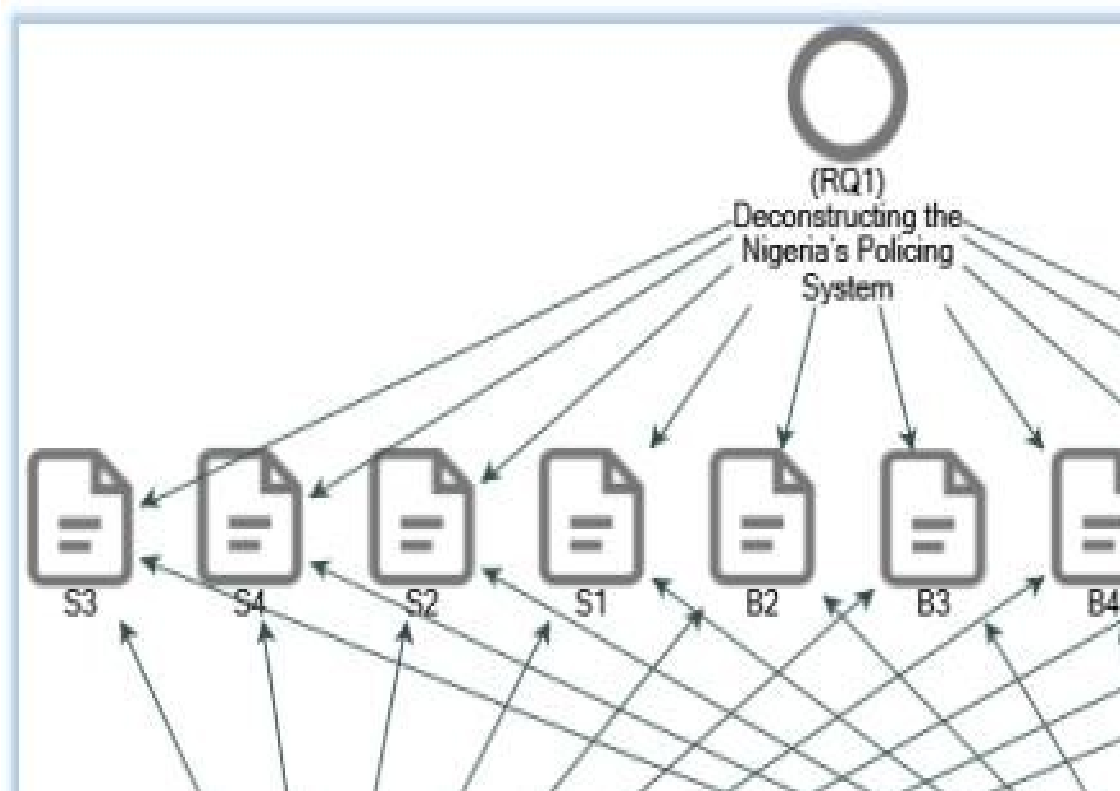 (RQ1)
Deconstructing the
Nigeria's Policing
System
S3 S4 S2 S1 B2 B3 B4